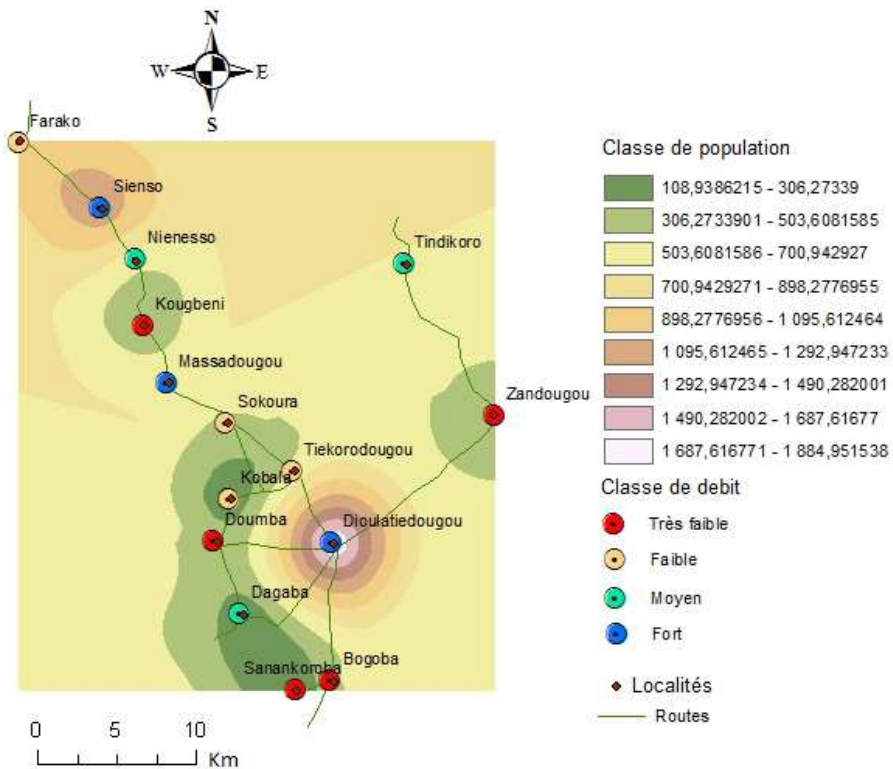 N
W
E
S
Farako
Sienso
Nienesso
Kougbeni
Massadougou
Sokoura
Tiekorodougou
Kobala
Doumba
Dioulatiedougou
Dagaba
Sanankomba
Bogoba
Tindikoro
Zandougou
0 5 10
Km
Classe de population
108,9386215 - 306,27339
306,2733901 - 503,6081585
503,6081586 - 700,942927
700,9429271 - 898,2776955
898,2776956 - 1 095,612464
1 095,612465 - 1 292,947233
1 292,947234 - 1 490,282001
1 490,282002 - 1 687,61677
1 687,616771 - 1 884,951538
Classe de debit
Très faible
Faible
Moyen
Fort
Localités
Routes